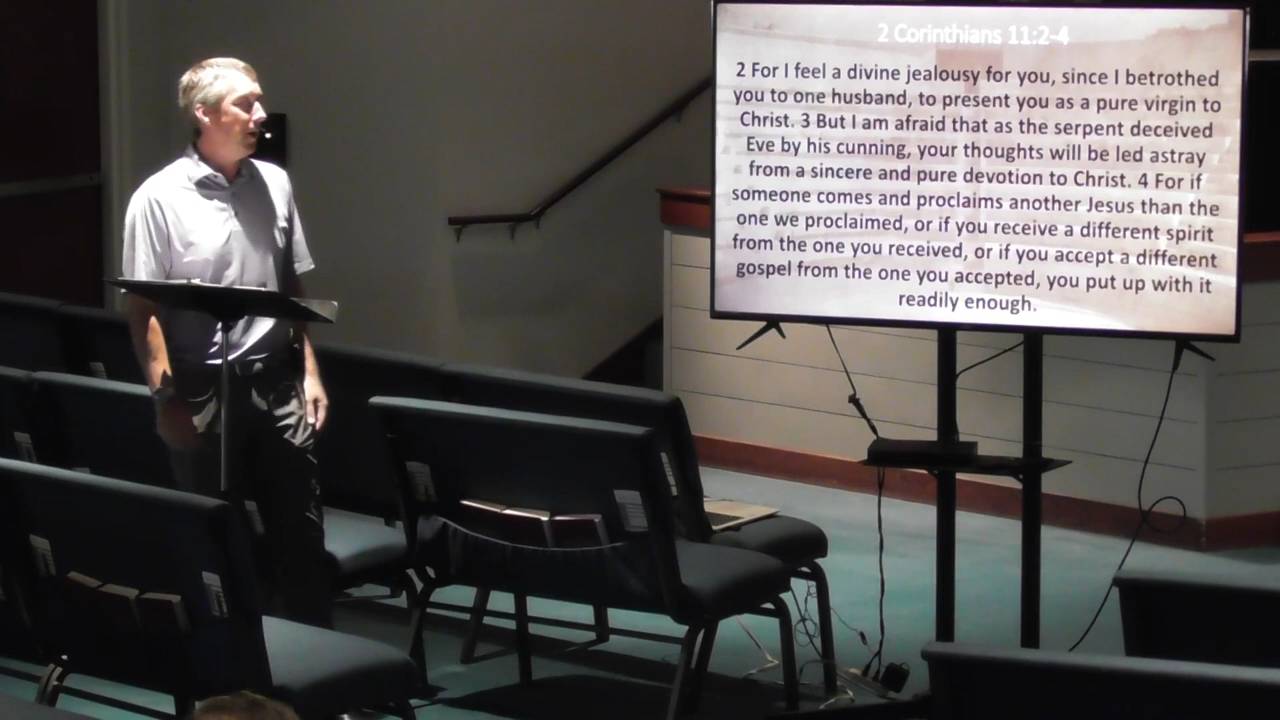 2 Corinthians 11:2-4
2 For I feel a divine jealousy for you, since I betrothed
you to one husband, to present you as a pure virgin to
Christ. 3 But I am afraid that as the serpent deceived
Eve by his cunning, your thoughts will be led astray
from a sincere and pure devotion to Christ. 4 For if
someone comes and proclaims another Jesus than the
one we proclaimed, or if you receive a different spirit
from the one you received, or if you accept a different
gospel from the one you accepted, you put up with it
readily enough.